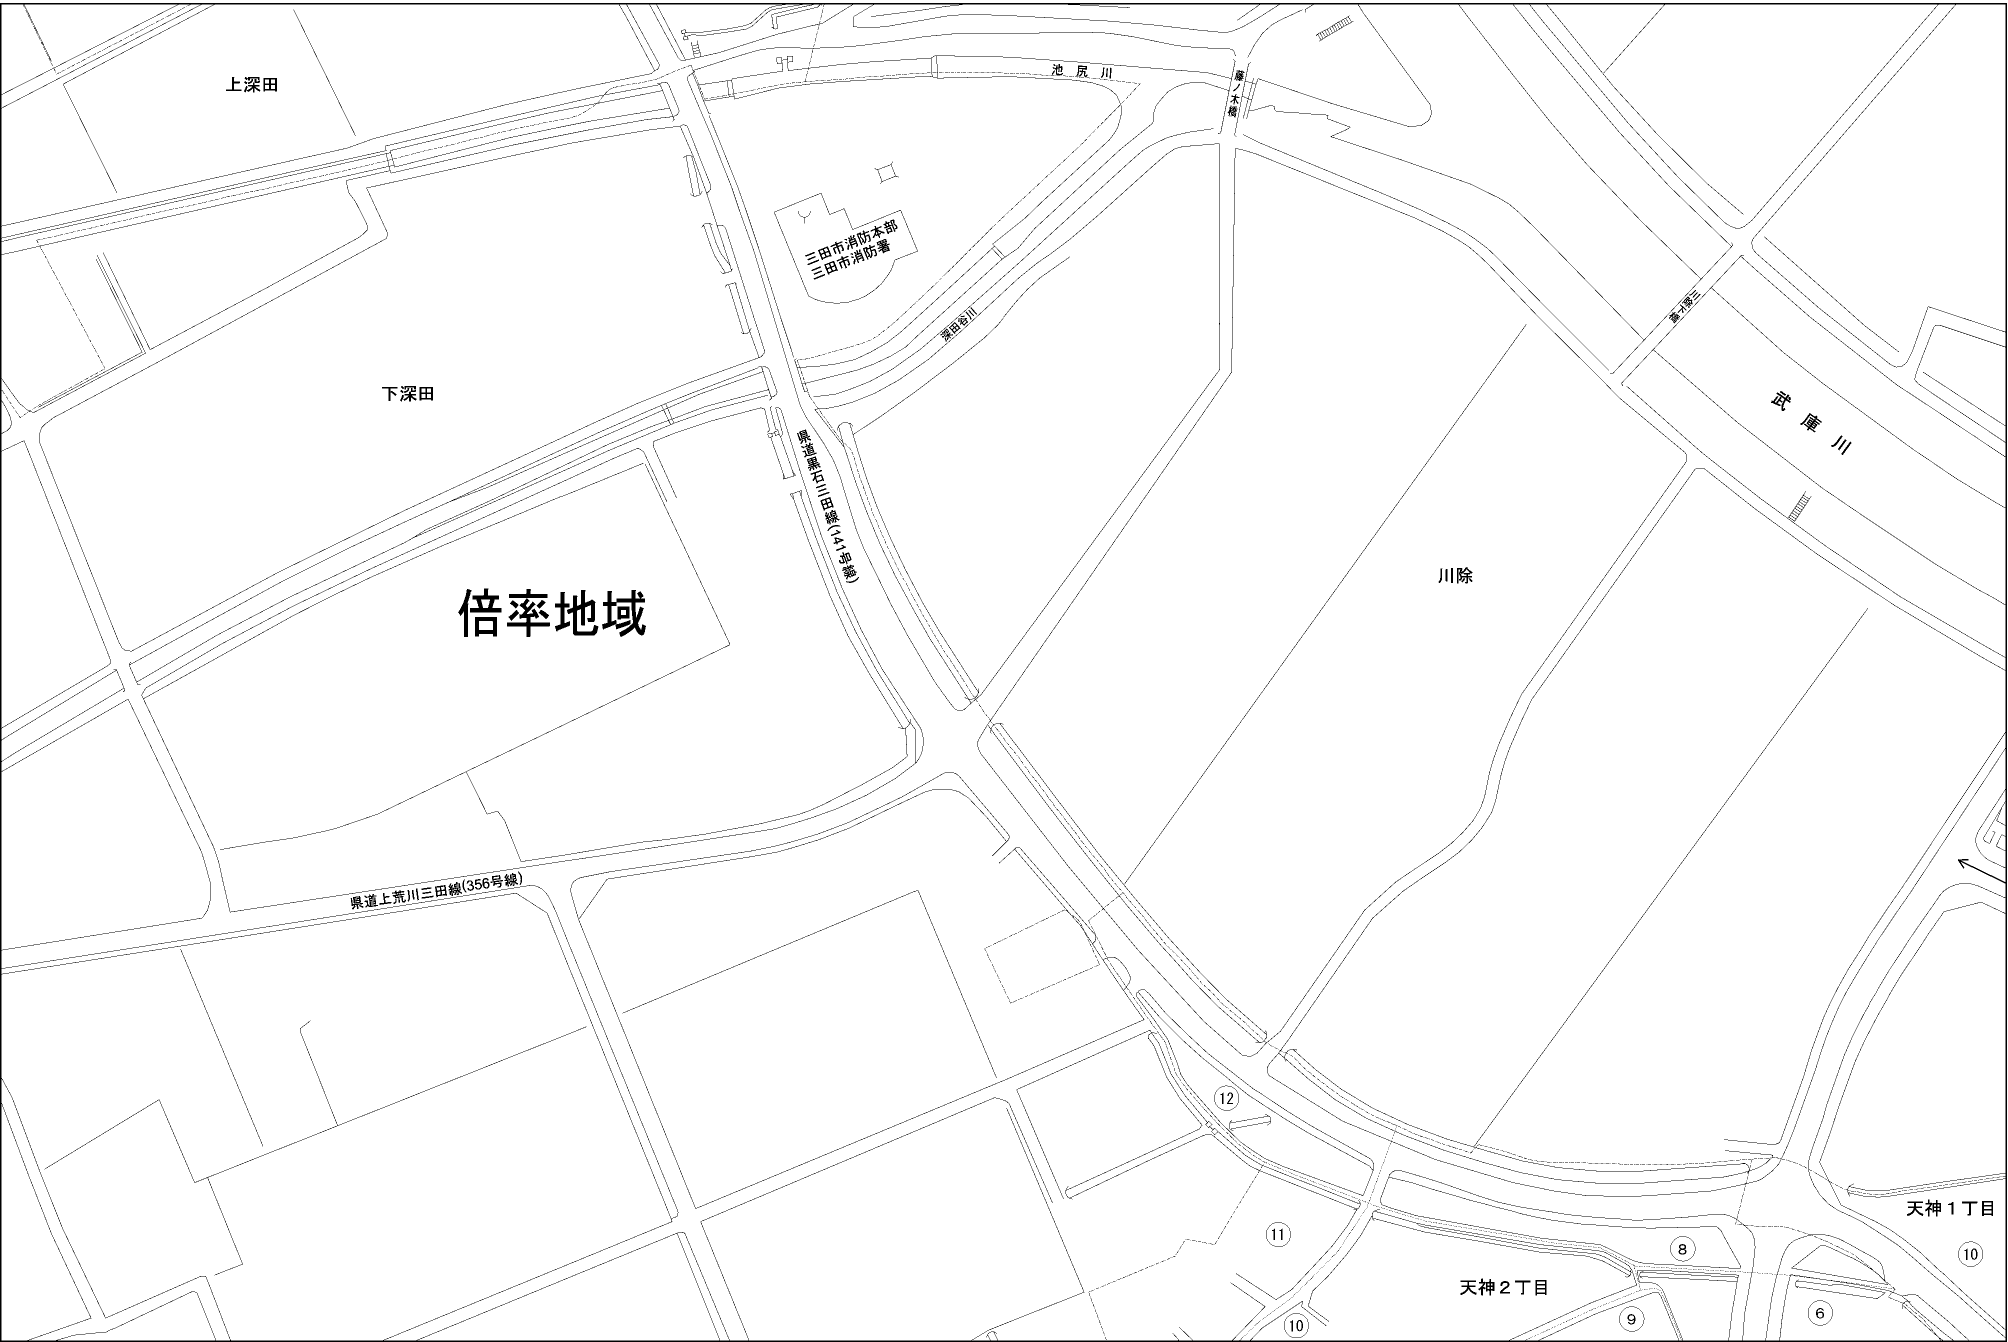 上深田
池尻川
藤ノ木橋
三田市消防本部
三田市消防署
深田谷川
川除下橋
下深田
武庫川
県道黒石三田線(141号線)
川除
倍率地域
県道上荒川三田線(356号線)
12
天神1丁目
11
8
10
天神2丁目
6
9
10